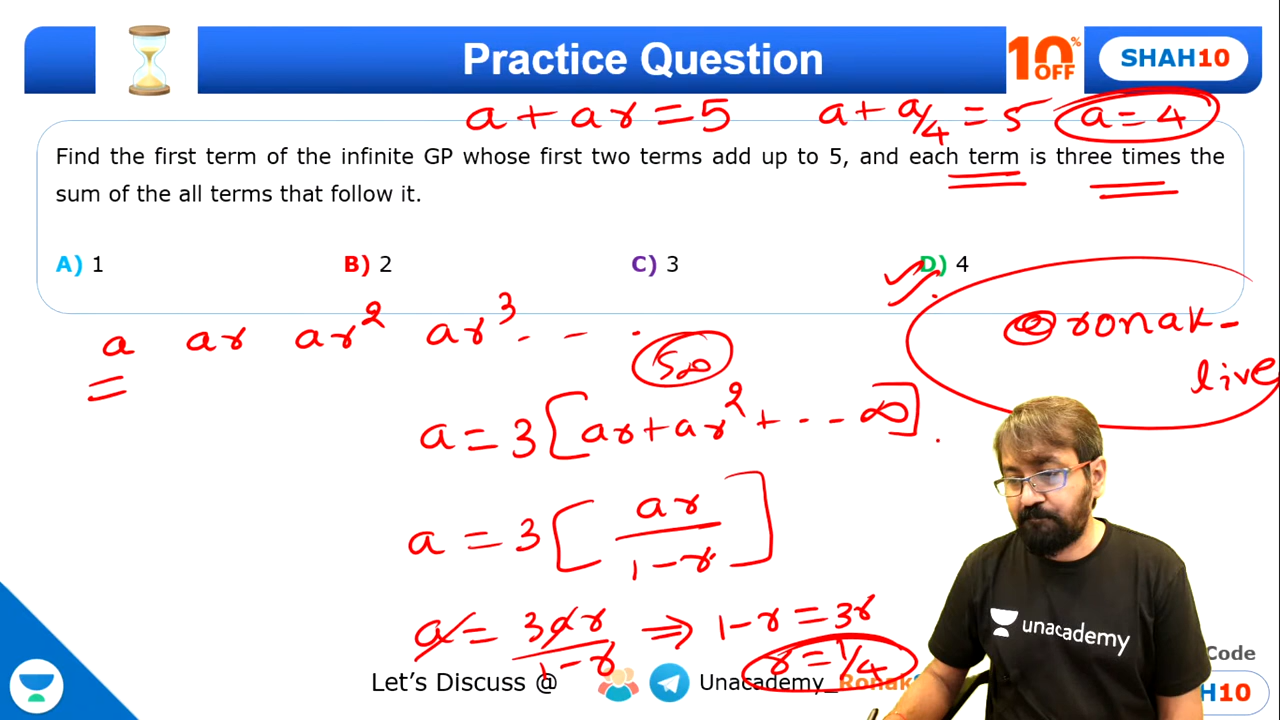 Practice Question
10% OFF
SHAH10
a + ar = 5 a + a/4 = 5 a = 4
Find the first term of the infinite GP whose first two terms add up to 5, and each term is three times the
sum of the all terms that follow it.
A) 1 B) 2 C) 3 D) 4
a ar ar² ar³ . - - .
S∞
@ronak-
live
a = 3[ar + ar² + . . - - ∞]
a = 3[ar/1-r]
a = 3ar/1-r ⇒ 1-r = 3r
r = 1/4
unacademy
Let's Discuss @ Unacademy_Ronak
Code
H10